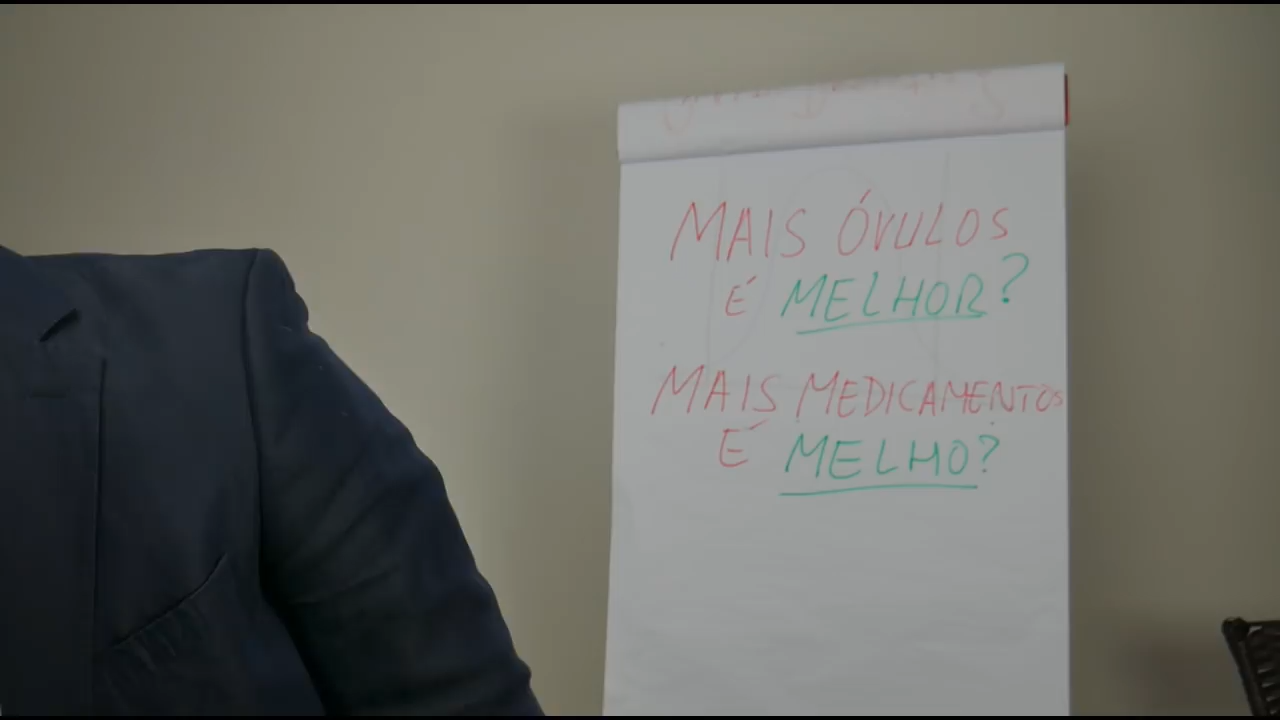 MAIS ÓVULOS
É MELHOR?
MAIS MEDICAMENTOS
É MELHO?